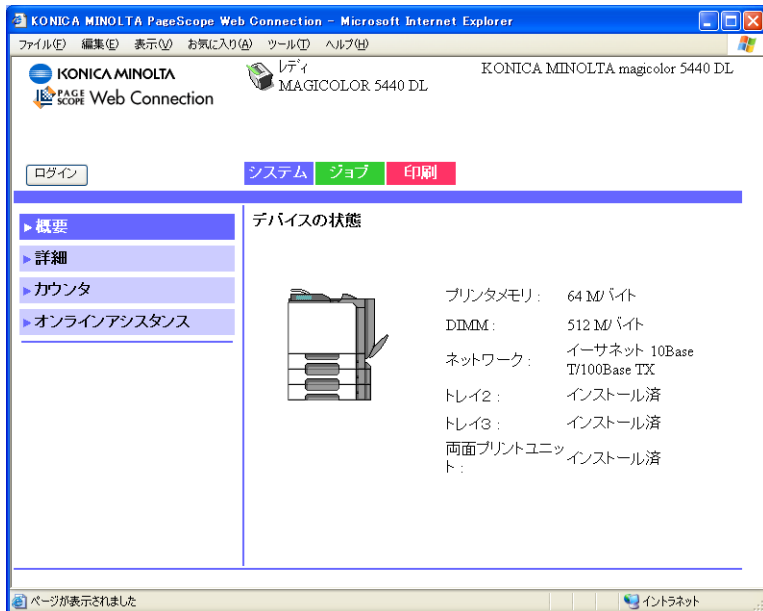 KONICA MINOLTA PageScope Web Connection - Microsoft Internet Explorer
ファイル(F) 編集(E) 表示(V) お気に入り(A) ツール(T) ヘルプ(H)
KONICA MINOLTA
PAGE SCOPE Web Connection
レディ
MAGICOLOR 5440 DL
KONICA MINOLTA magicolor 5440 DL
ログイン
システム
ジョブ
印刷
概要
詳細
カウンタ
オンラインアシスタンス
デバイスの状態
プリンタメモリ : 64 Mバイト
DIMM : 512 Mバイト
ネットワーク : イーサネット 10Base
T/100Base TX
トレイ2 : インストール済
トレイ3 : インストール済
両面プリントユニッ
ト : インストール済
ページが表示されました
イントラネット